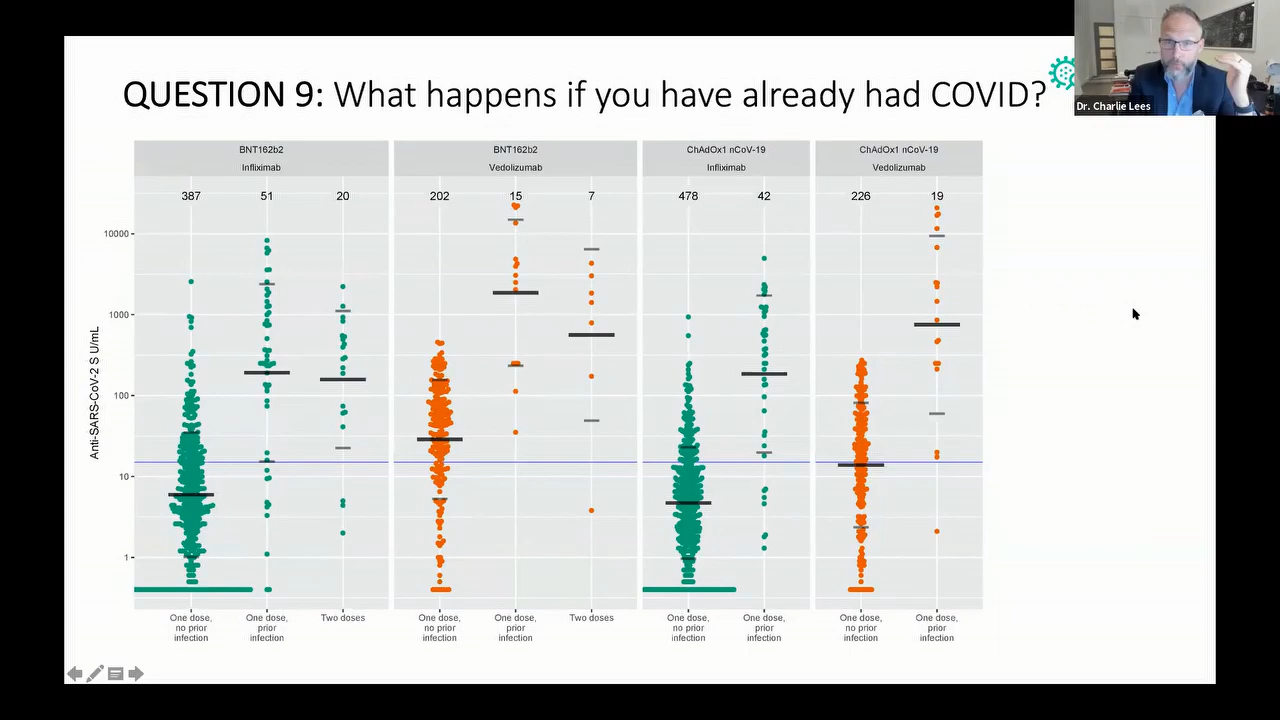 QUESTION 9: What happens if you have already had COVID?
Dr. Charlie Lees
BNT162b2
Infliximab
BNT162b2
Vedolizumab
ChAdOx1 nCoV-19
Infliximab
ChAdOx1 nCoV-19
Vedolizumab
387
51
20
202
15
7
478
42
226
19
Anti-SARS-CoV-2 S U/mL
10000
1000
100
10
1
One dose,
no prior
infection
One dose,
prior
infection
Two doses
One dose,
no prior
infection
One dose,
prior
infection
Two doses
One dose,
no prior
infection
One dose,
prior
infection
One dose,
no prior
infection
One dose,
prior
infection